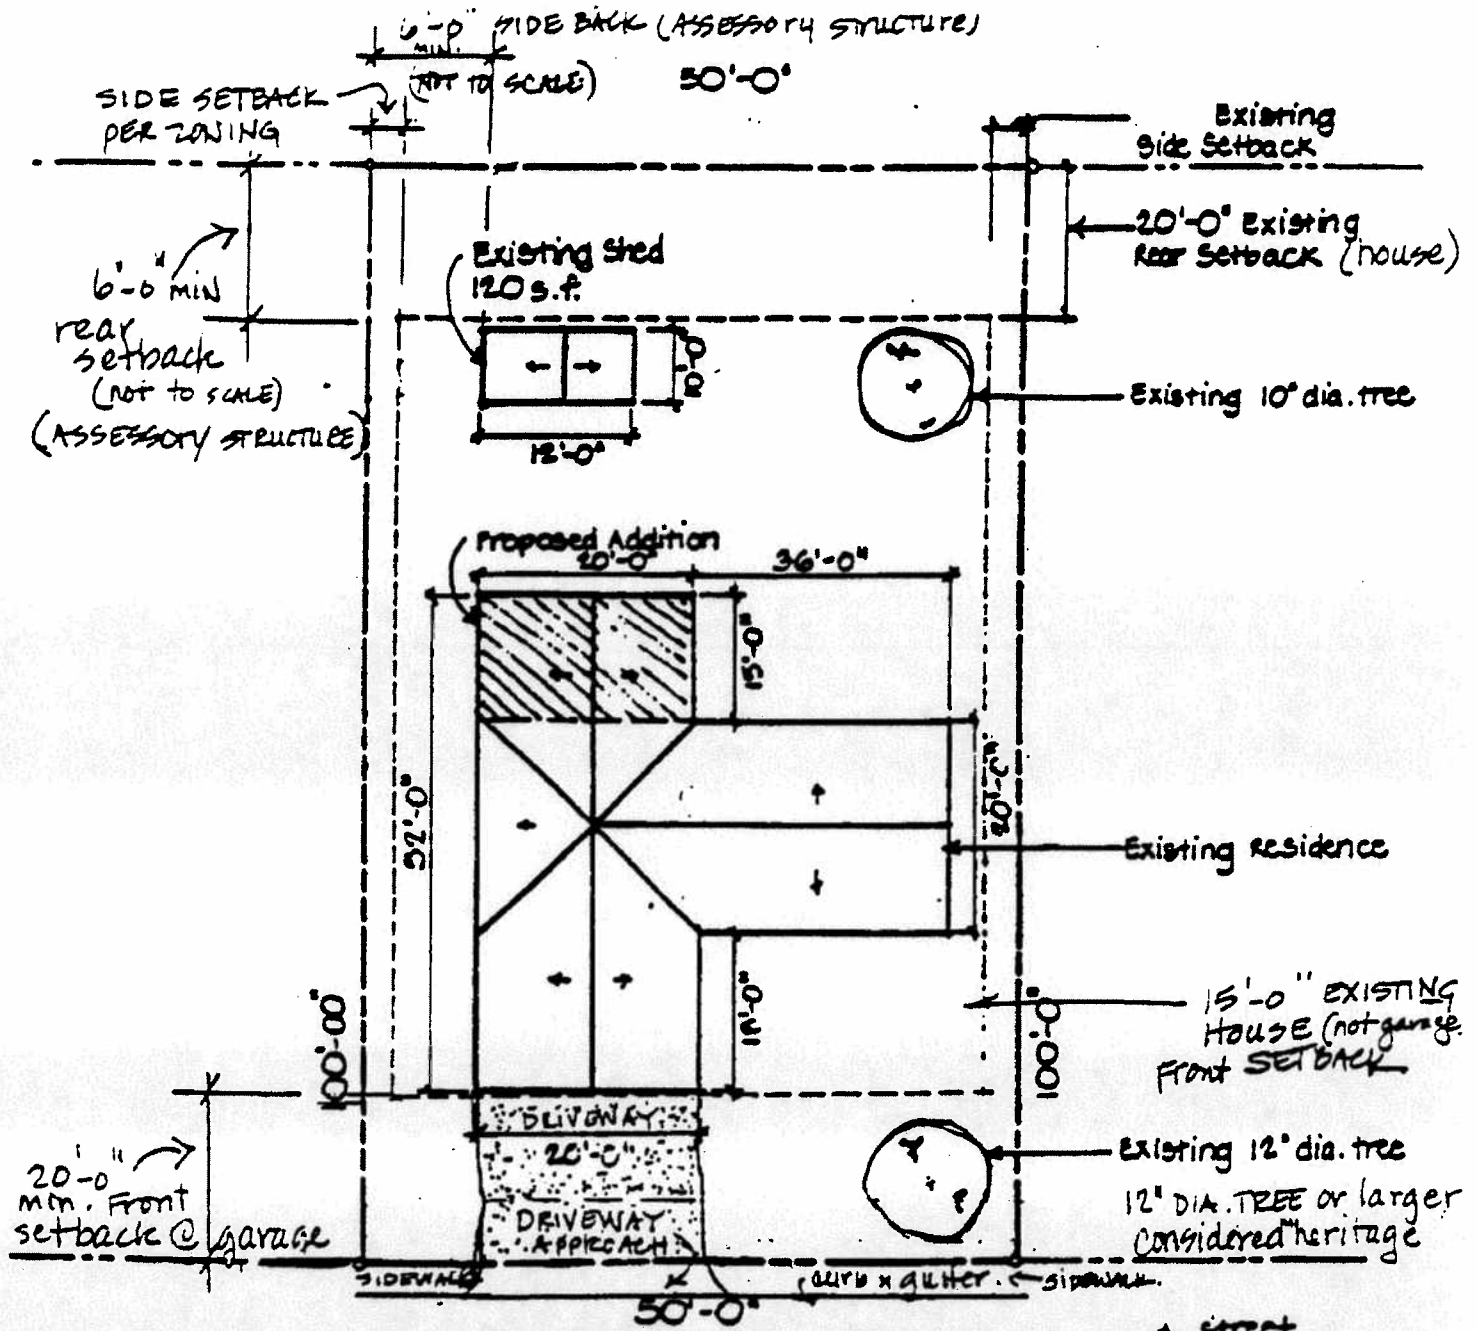 6'-0" SIDE BACK (ASSESSORY STRUCTURE)
MIN.
(NOT TO SCALE)
50'-0"
SIDE SETBACK
PER ZONING
Existing
Side Setback
20'-0" Existing
Rear Setback (house)
6'-0" MIN
rear
setback
(not to SCALE)
(ASSESSORY STRUCTURE)
Existing Shed
120 s.f.
10'-0"
12'-0"
Existing 10" dia. tree
Proposed Addition
20'-0"
36'-0"
15'-0"
52'-0"
20'-0"
Existing Residence
17'-0"
100'-00"
100'-0"
15'-0" EXISTING
HOUSE (not garage
Front SETBACK
DRIVEWAY
20'-0"
DRIVEWAY
APPROACH
20'-0"
min. Front
setback @ garage
Existing 12" dia. tree
12" DIA. TREE or larger
considered heritage
SIDEWALK
curb & gutter
SIDEWALK
50'-0"
street